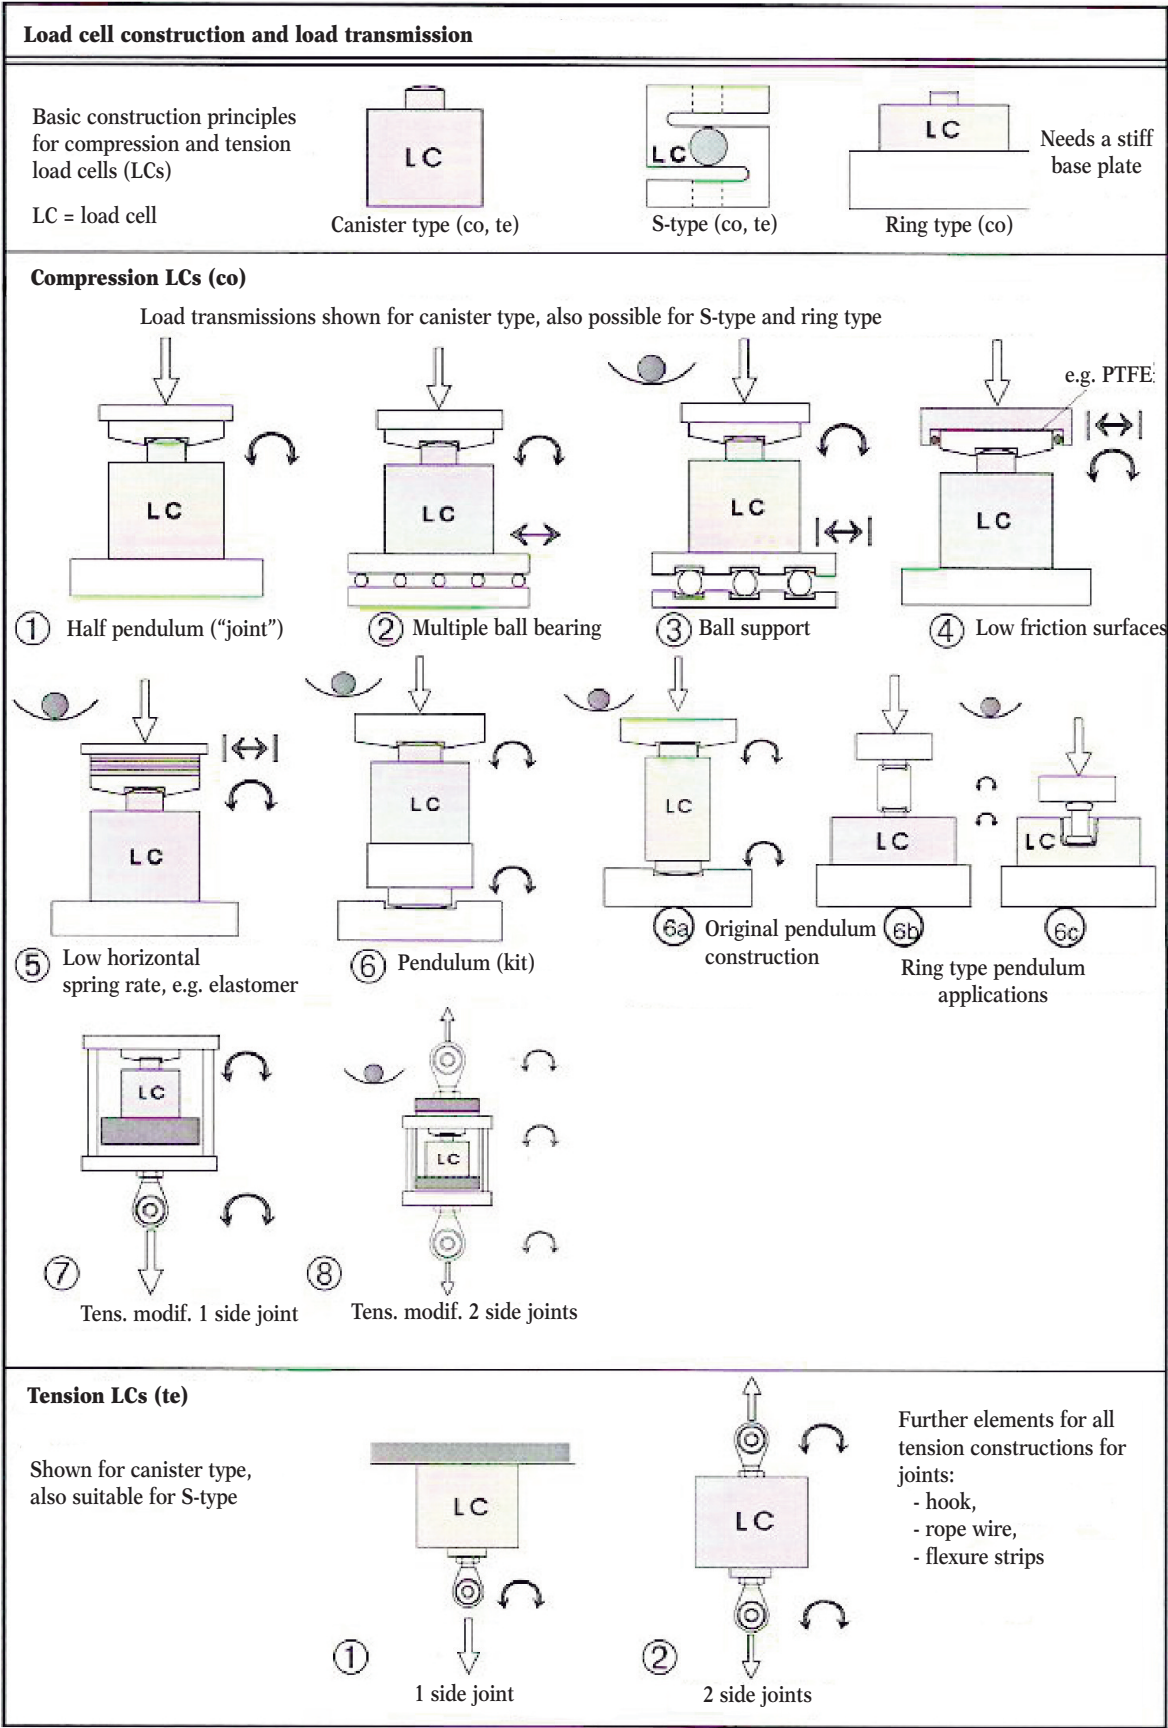 Load cell construction and load transmission
Basic construction principles
for compression and tension
load cells (LCs)
LC = load cell
LC
Canister type (co, te)
LC
S-type (co, te)
LC
Ring type (co)
Needs a stiff
base plate
Compression LCs (co)
Load transmissions shown for canister type, also possible for S-type and ring type
LC
1 Half pendulum (“joint”)
LC
2 Multiple ball bearing
LC
3 Ball support
e.g. PTFE
LC
4 Low friction surfaces
LC
5 Low horizontal
spring rate, e.g. elastomer
LC
6 Pendulum (kit)
LC
6a Original pendulum
construction
LC
6b
LC
6c
Ring type pendulum
applications
LC
7
Tens. modif. 1 side joint
LC
8
Tens. modif. 2 side joints
Tension LCs (te)
Shown for canister type,
also suitable for S-type
LC
1
1 side joint
LC
2
2 side joints
Further elements for all
tension constructions for
joints:
- hook,
- rope wire,
- flexure strips